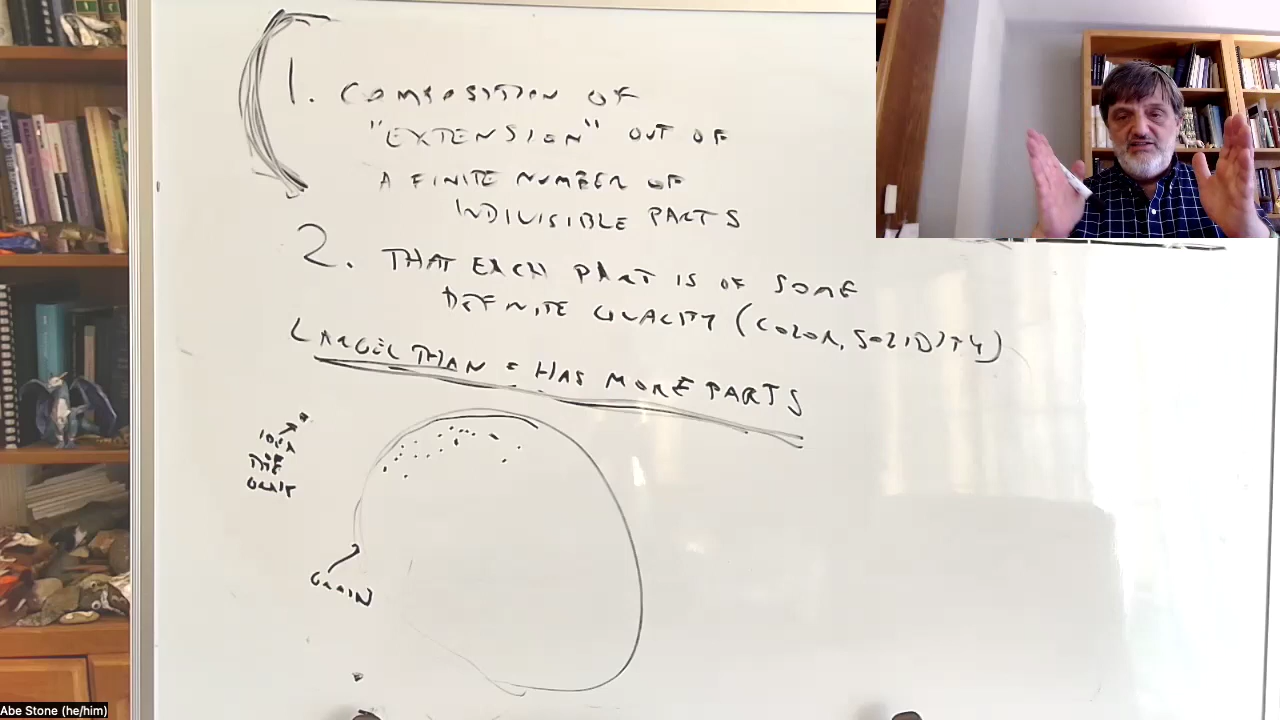 1. COMPOSITION OF
"EXTENSION" OUT OF
A FINITE NUMBER OF
INDIVISIBLE PARTS
2. THAT EACH PART IS OF SOME
DEFINITE QUALITY (COLOR, SOLIDITY)
LARGER THAN = HAS MORE PARTS
IDEA
OF
THE
GRAIN
Abe Stone (he/him)